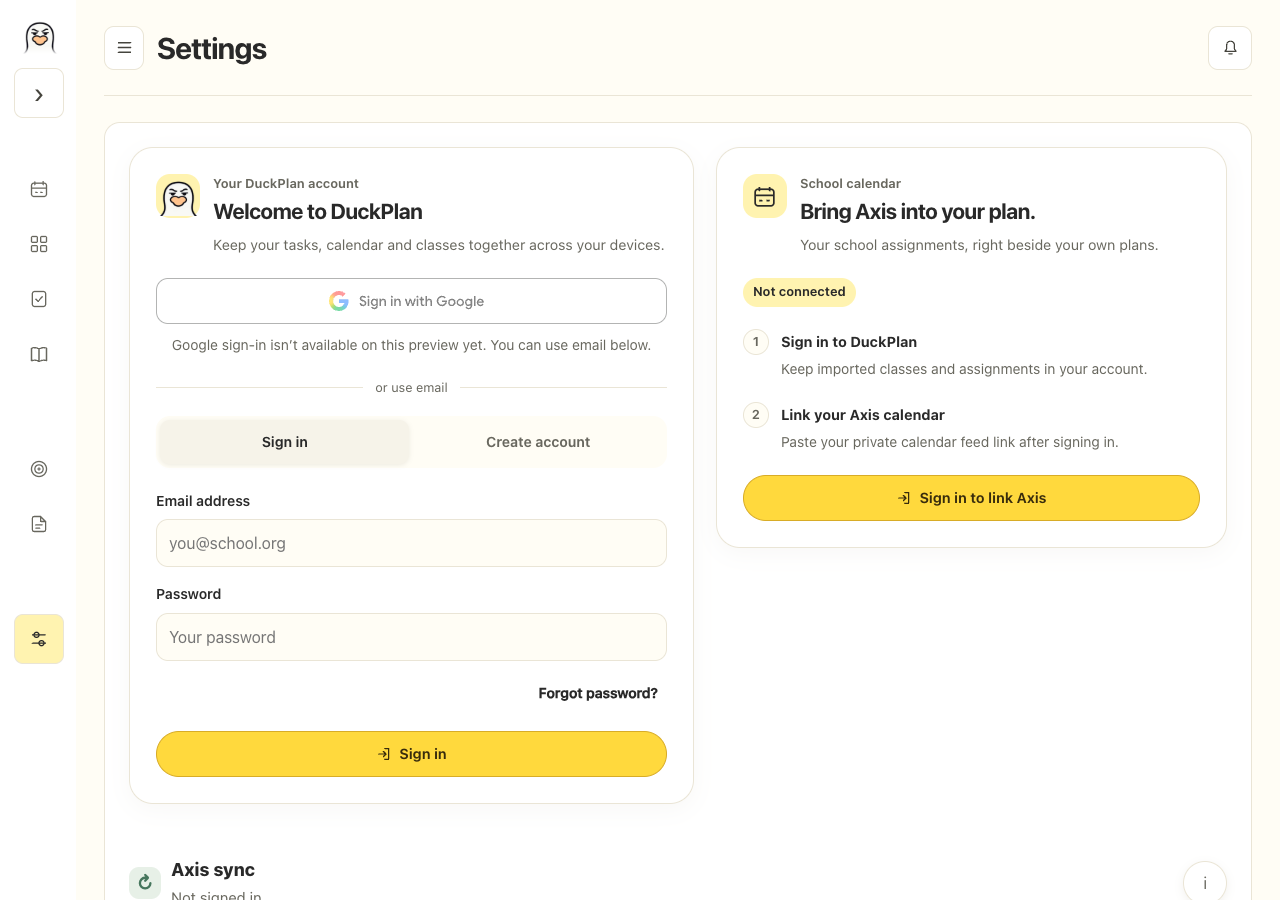 Settings
Your DuckPlan account
Welcome to DuckPlan
Keep your tasks, calendar and classes together across your devices.
Sign in with Google
Google sign-in isn’t available on this preview yet. You can use email below.
or use email
Sign in
Create account
Email address
you@school.org
Password
Your password
Forgot password?
Sign in
School calendar
Bring Axis into your plan.
Your school assignments, right beside your own plans.
Not connected
1
Sign in to DuckPlan
Keep imported classes and assignments in your account.
2
Link your Axis calendar
Paste your private calendar feed link after signing in.
Sign in to link Axis
Axis sync
Not signed in
i